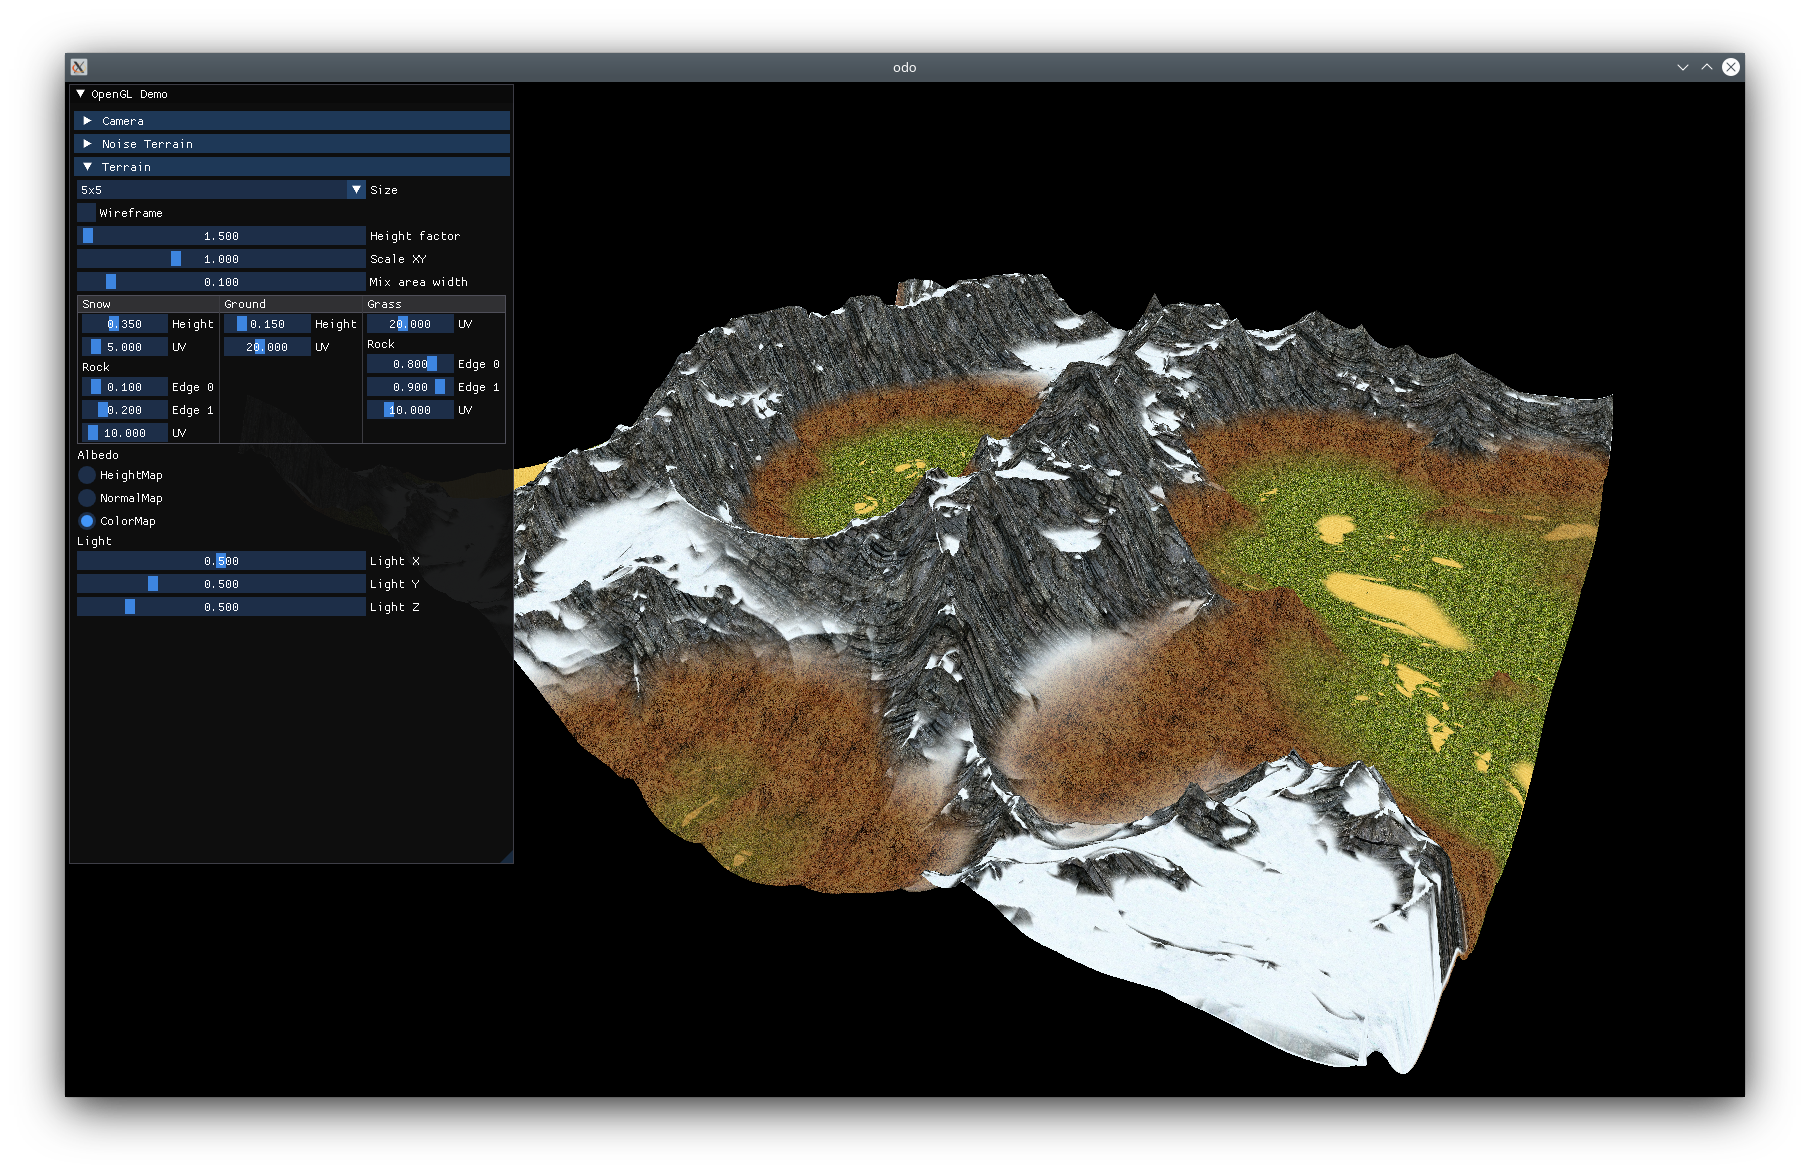 odo
OpenGL Demo
Camera
Noise Terrain
Terrain
5x5 Size
Wireframe
1.500 Height factor
1.000 Scale XY
0.100 Mix area width
Snow Ground Grass
0.350 Height 0.150 Height 20.000 UV
5.000 UV 20.000 UV Rock
Rock 0.800 Edge 0
0.100 Edge 0 0.900 Edge 1
0.200 Edge 1 10.000 UV
10.000 UV
Albedo
HeightMap
NormalMap
ColorMap
Light
0.500 Light X
0.500 Light Y
0.500 Light Z